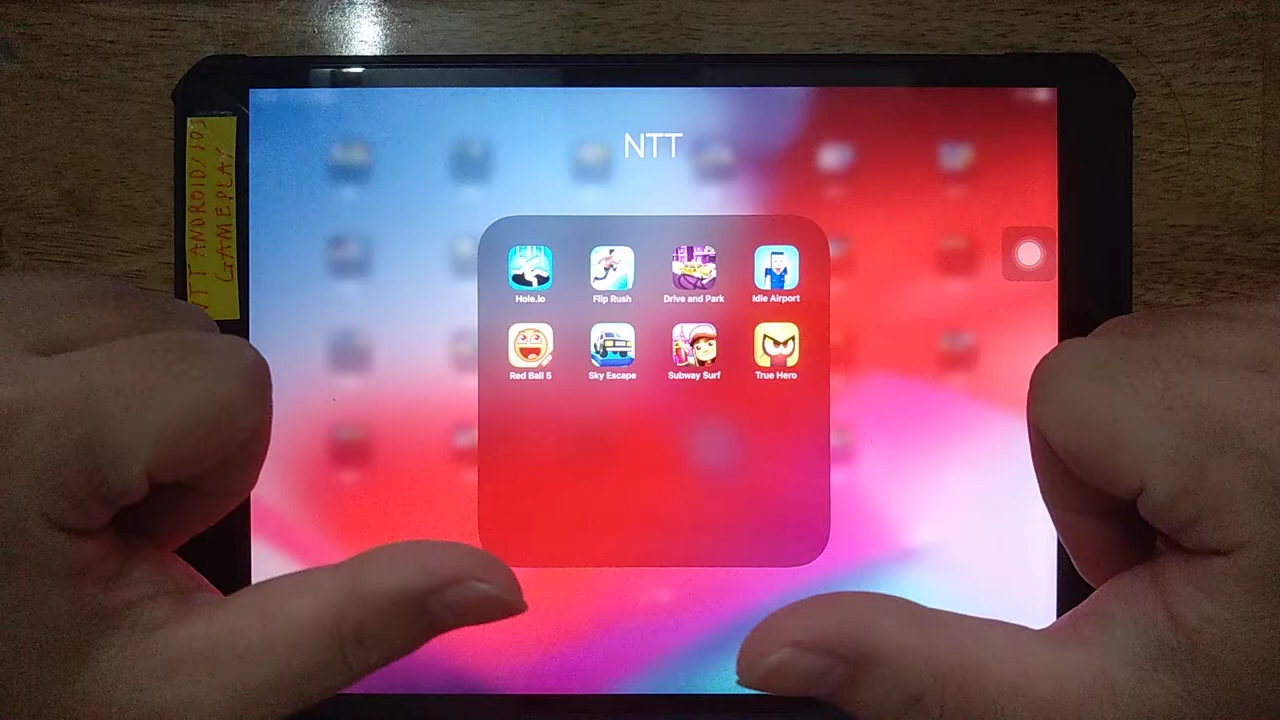 NTT
NTT ANDROID/IOS
GAMEPLAY
Hole.io
Flip Rush
Drive and Park
Idle Airport
Red Ball 5
Sky Escape
Subway Surf
True Hero